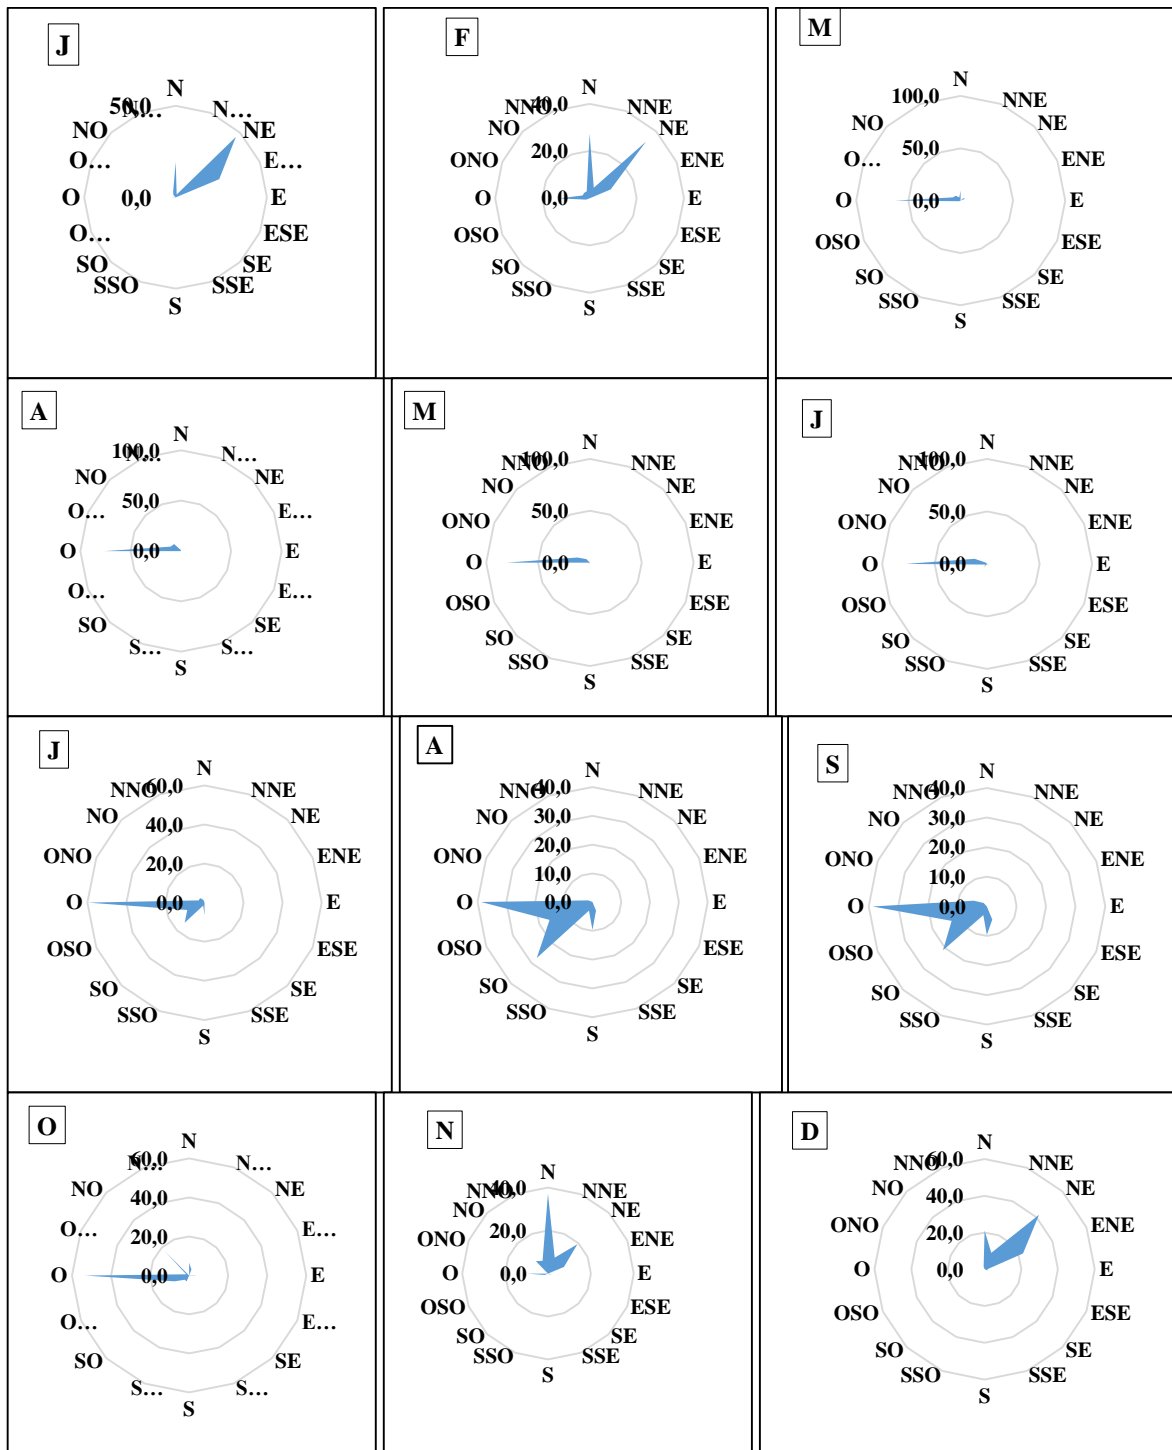 J
N
50,0
N...
N...
NO
NE
O...
E...
O
0,0
E
O...
ESE
SO
SE
SSO
SSE
S
F
N
40,0
NNO
NNE
NO
NE
20,0
ONO
ENE
O
0,0
E
OSO
ESE
SO
SE
SSO
SSE
S
M
N
100,0
NNE
NO
NE
50,0
O...
ENE
O
0,0
E
OSO
ESE
SO
SE
SSO
SSE
S
A
N
100,0
N...
N...
NO
NE
50,0
O...
E...
O
0,0
E
O...
E...
SO
SE
S...
S...
S
M
N
100,0
NNO
NNE
NO
NE
50,0
ONO
ENE
O
0,0
E
OSO
ESE
SO
SE
SSO
SSE
S
J
N
100,0
NNO
NNE
NO
NE
50,0
ONO
ENE
O
0,0
E
OSO
ESE
SO
SE
SSO
SSE
S
J
N
60,0
NNO
NNE
NO
NE
40,0
ONO
ENE
20,0
O
0,0
E
OSO
ESE
SO
SE
SSO
SSE
S
A
N
40,0
NNO
NNE
30,0
NO
NE
20,0
ONO
ENE
10,0
O
0,0
E
OSO
ESE
SO
SE
SSO
SSE
S
S
N
40,0
NNO
NNE
30,0
NO
NE
20,0
ONO
ENE
10,0
O
0,0
E
OSO
ESE
SO
SE
SSO
SSE
S
O
N
60,0
N...
N...
NO
NE
40,0
O...
E...
20,0
O
0,0
E
O...
E...
SO
SE
S...
S...
S
N
N
40,0
NNO
NNE
NO
NE
20,0
ONO
ENE
O
0,0
E
OSO
ESE
SO
SE
SSO
SSE
S
D
N
60,0
NNO
NNE
NO
NE
40,0
ONO
ENE
20,0
O
0,0
E
OSO
ESE
SO
SE
SSO
SSE
S